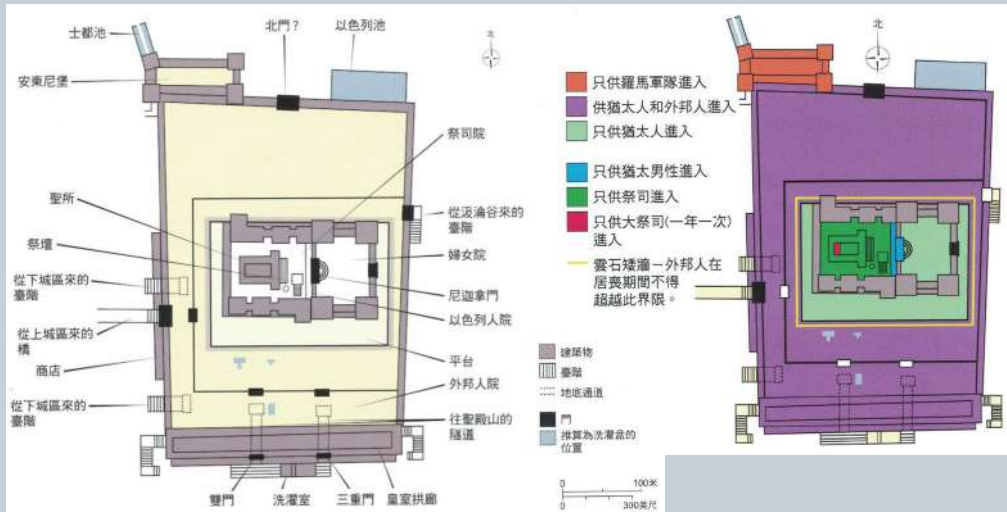 士都池
北門？
以色列池
安東尼堡
北
祭司院
聖所
從汲淪谷來的
臺階
祭壇
婦女院
從下城區來的
臺階
尼迦拿門
從上城區來的
橋
以色列人院
商店
平台
外邦人院
從下城區來的
臺階
往聖殿山的
隧道
雙門
洗濯室
三重門
皇室拱廊
北
只供羅馬軍隊進入
供猶太人和外邦人進入
只供猶太人進入
只供猶太男性進入
只供祭司進入
只供大祭司(一年一次)
進入
雲石矮牆－外邦人在
居喪期間不得
超越此界限。
建築物
臺階
地底通道
門
推算為洗濯盆的
位置
0 100米
0 300英尺